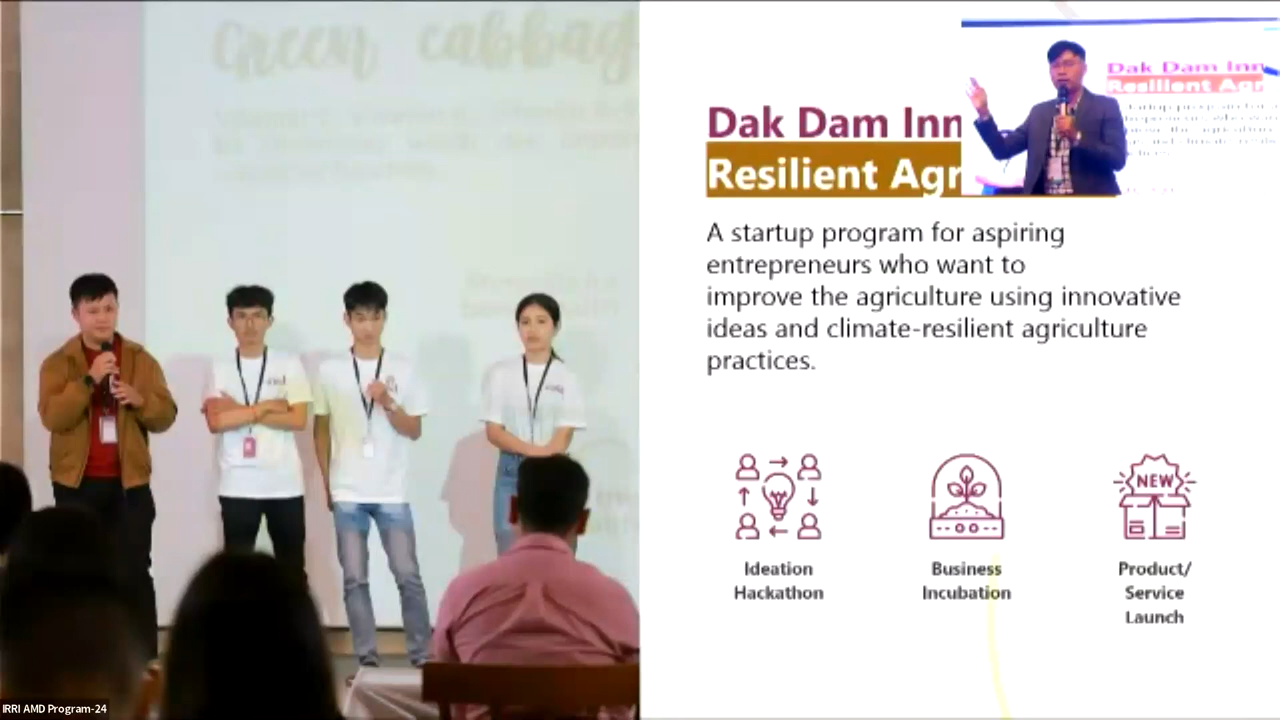 Green cabbag
Dak Dam Inn
Resilient Agr
Dak Dam Inn
Resilient Agr
A startup program for aspiring
entrepreneurs who want to
improve the agriculture using innovative
ideas and climate-resilient agriculture
practices.
NEW
Ideation
Hackathon
Business
Incubation
Product/
Service
Launch
IRRI AMD Program-24